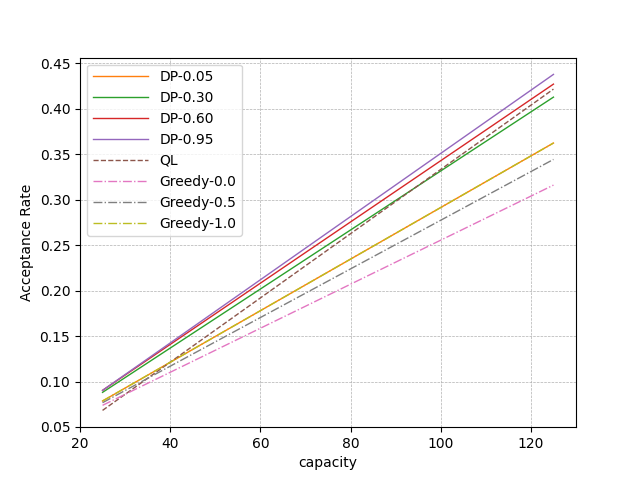 0.45
0.40
0.35
0.30
0.25
0.20
0.15
0.10
0.05
Acceptance Rate
DP-0.05
DP-0.30
DP-0.60
DP-0.95
QL
Greedy-0.0
Greedy-0.5
Greedy-1.0
20 40 60 80 100 120
capacity